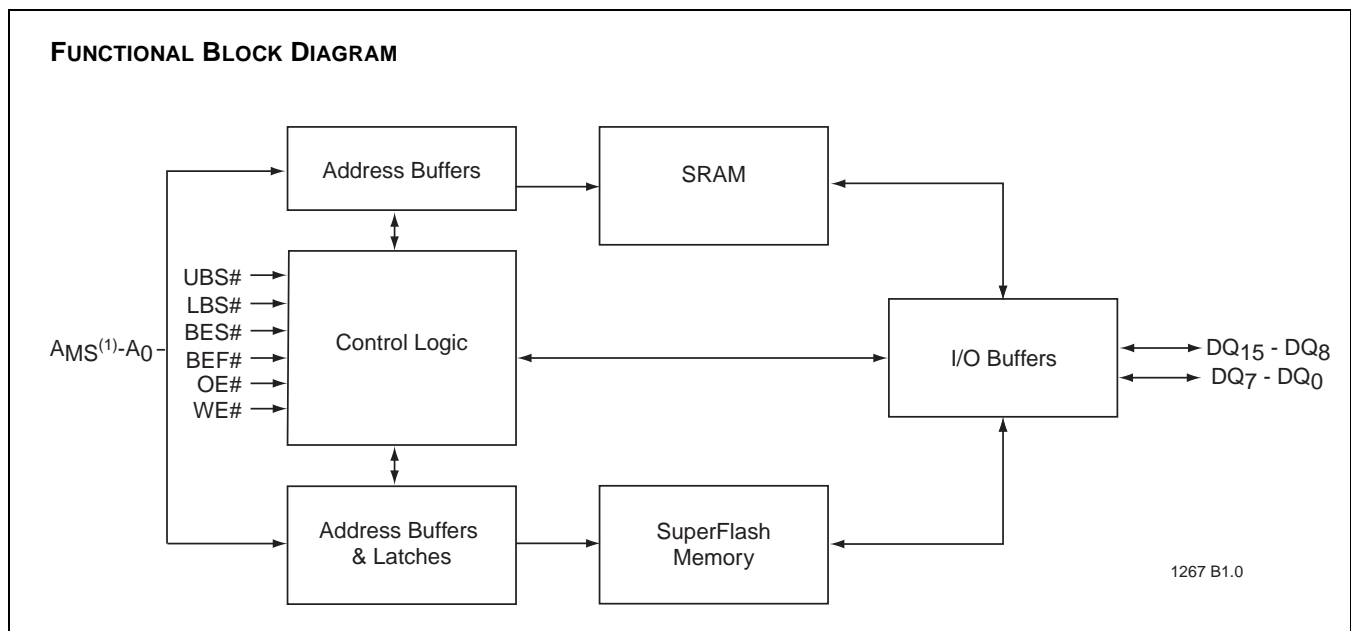 FUNCTIONAL BLOCK DIAGRAM
Address Buffers
SRAM
UBS#
LBS#
BES#
BEF#
OE#
WE#
AMS(1)-A0
Control Logic
I/O Buffers
DQ15 - DQ8
DQ7 - DQ0
Address Buffers
& Latches
SuperFlash
Memory
1267 B1.0